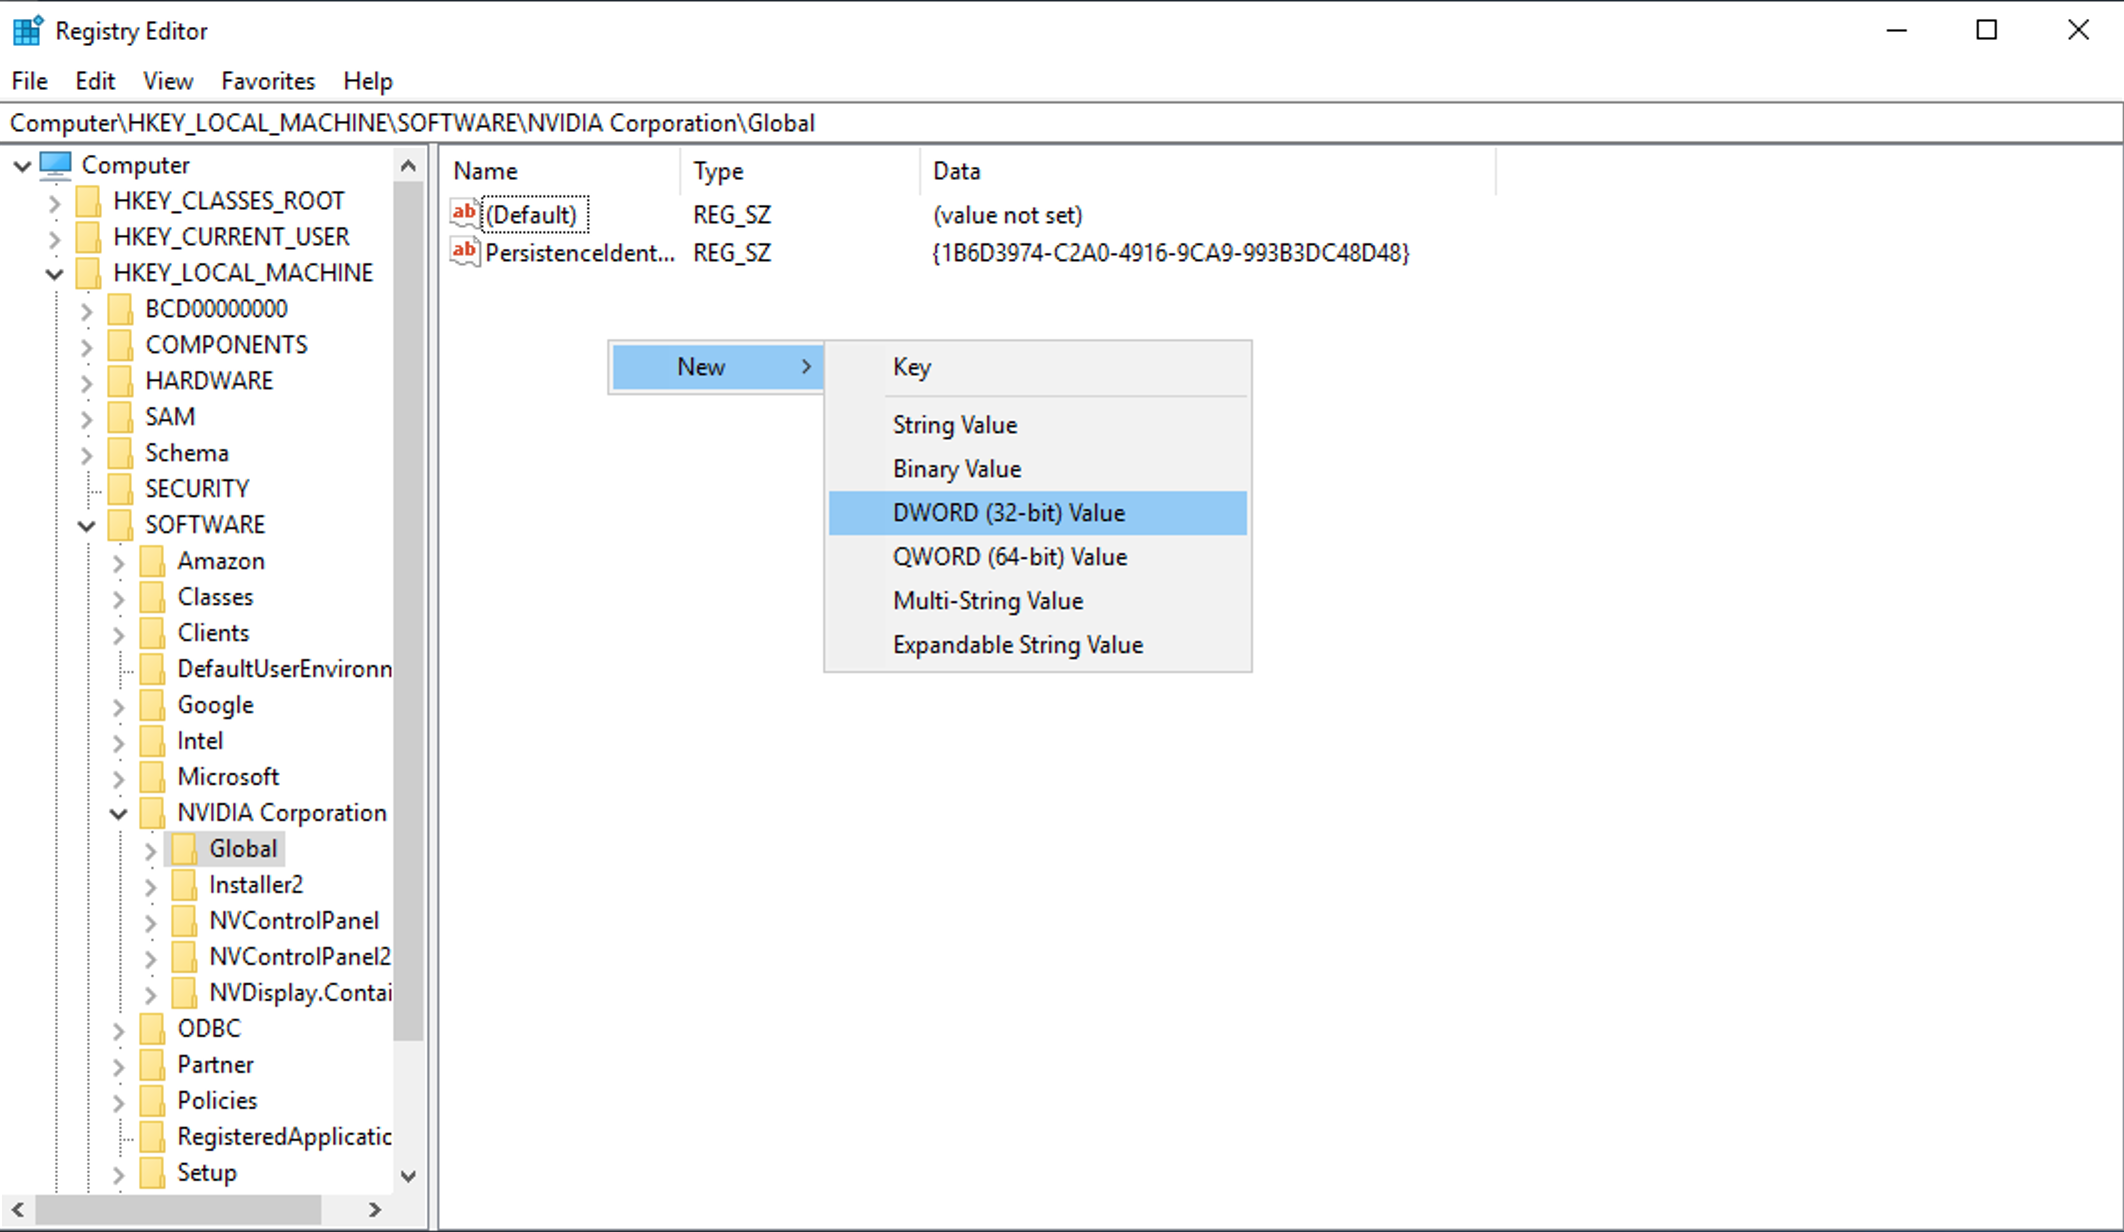 Registry Editor
File Edit View Favorites Help
Computer\HKEY_LOCAL_MACHINE\SOFTWARE\NVIDIA Corporation\Global
Computer
HKEY_CLASSES_ROOT
HKEY_CURRENT_USER
HKEY_LOCAL_MACHINE
BCD00000000
COMPONENTS
HARDWARE
SAM
Schema
SECURITY
SOFTWARE
Amazon
Classes
Clients
DefaultUserEnvironn
Google
Intel
Microsoft
NVIDIA Corporation
Global
Installer2
NVControlPanel
NVControlPanel2
NVDisplay.Contai
ODBC
Partner
Policies
RegisteredApplicatic
Setup
Name Type Data
ab (Default) REG_SZ (value not set)
ab PersistenceIdent... REG_SZ {1B6D3974-C2A0-4916-9CA9-993B3DC48D48}
New
Key
String Value
Binary Value
DWORD (32-bit) Value
QWORD (64-bit) Value
Multi-String Value
Expandable String Value